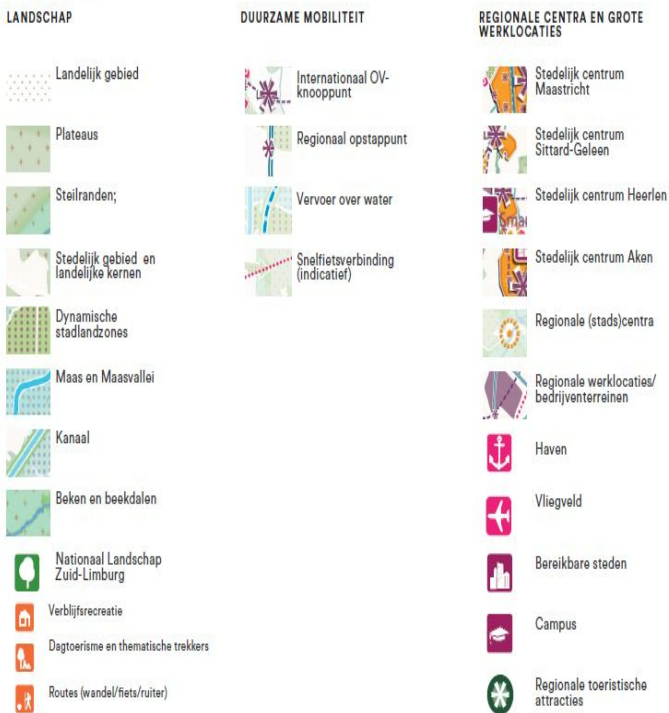 LANDSCHAP
Landelijk gebied
Plateaus
Steilranden;
Stedelijk gebied en
landelijke kernen
Dynamische
stadlandzones
Maas en Maasvallei
Kanaal
Beken en beekdalen
Nationaal Landschap
Zuid-Limburg
Verblijfsrecreatie
Dagtoerisme en thematische trekkers
Routes (wandel/fiets/ruiter)
DUURZAME MOBILITEIT
Internationaal OV-
knooppunt
Regionaal opstappunt
Vervoer over water
Snelfietsverbinding
(indicatief)
REGIONALE CENTRA EN GROTE
WERKLOCATIES
Stedelijk centrum
Maastricht
Stedelijk centrum
Sittard-Geleen
Stedelijk centrum Heerlen
Stedelijk centrum Aken
Regionale (stads)centra
Regionale werklocaties/
bedrijventerreinen
Haven
Vliegveld
Bereikbare steden
Campus
Regionale toeristische
attracties